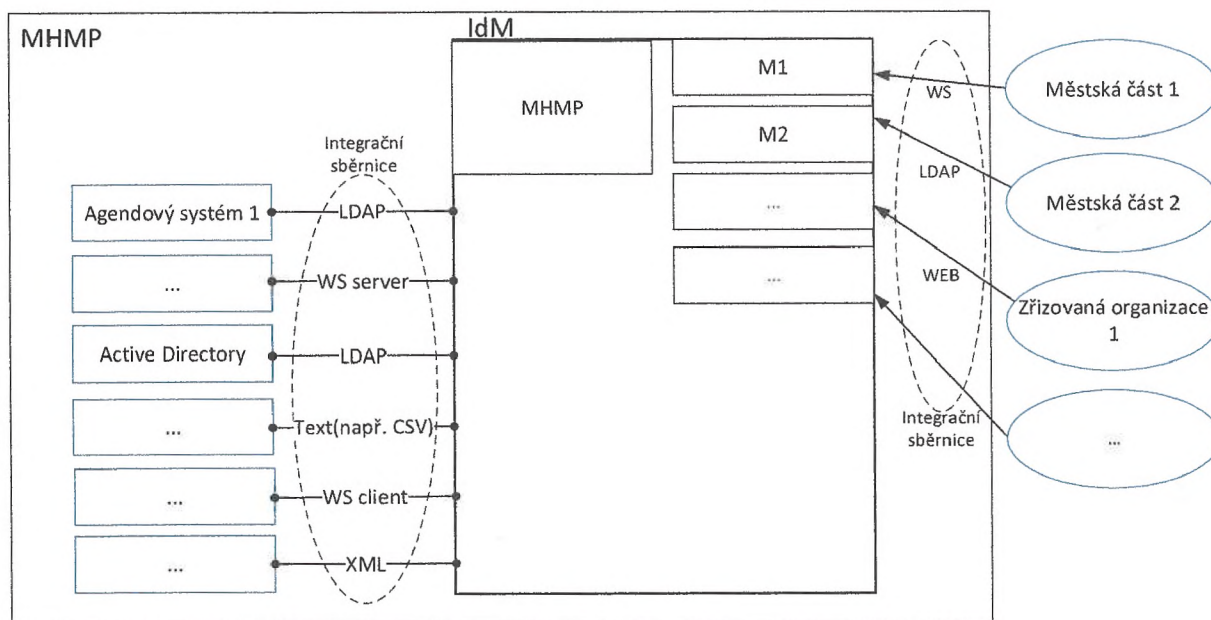 MHMP
IdM
MHMP
M1
M2
...
...
Integrační
sběrnice
Agendový systém 1
LDAP
...
WS server
Active Directory
LDAP
...
Text(např. CSV)
...
WS client
...
XML
WS
LDAP
WEB
Integrační
sběrnice
Městská část 1
Městská část 2
Zřizovaná organizace
1
...